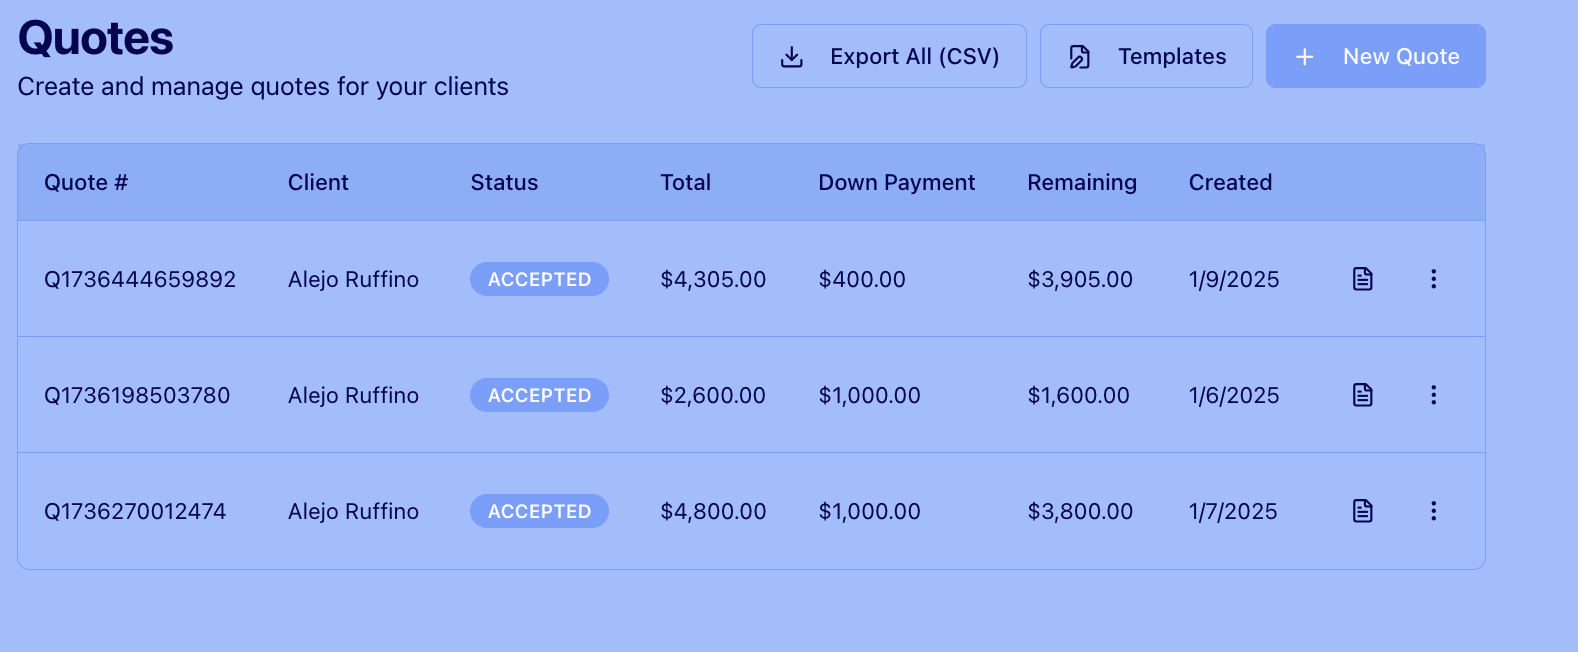 Quotes
Create and manage quotes for your clients
Export All (CSV) Templates New Quote
Quote # Client Status Total Down Payment Remaining Created
Q1736444659892 Alejo Ruffino ACCEPTED $4,305.00 $400.00 $3,905.00 1/9/2025
Q1736198503780 Alejo Ruffino ACCEPTED $2,600.00 $1,000.00 $1,600.00 1/6/2025
Q1736270012474 Alejo Ruffino ACCEPTED $4,800.00 $1,000.00 $3,800.00 1/7/2025